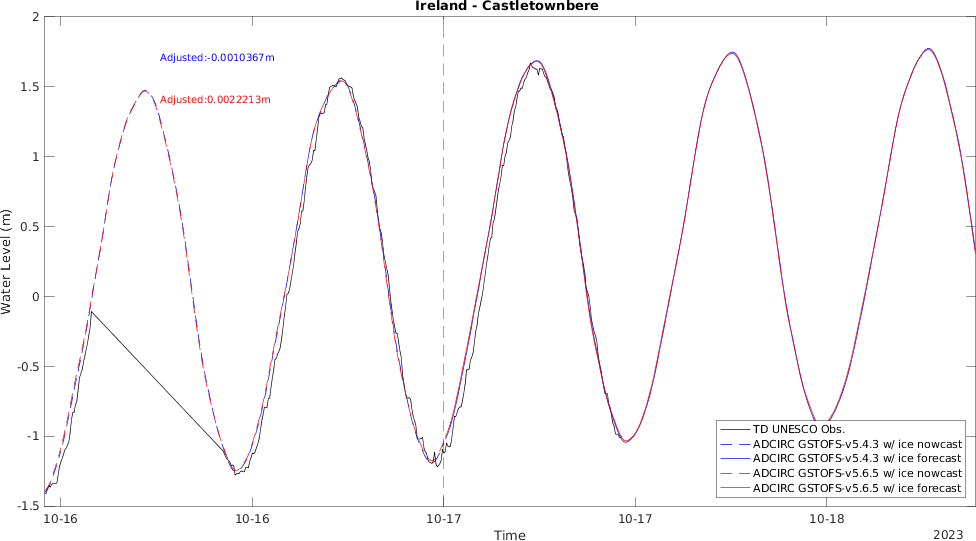 Ireland - Castletownbere
2
1.5
1
0.5
0
-0.5
-1
-1.5
Water Level (m)
Adjusted:-0.0010367m
Adjusted:0.0022213m
TD UNESCO Obs.
ADCIRC GSTOFS-v5.4.3 w/ ice nowcast
ADCIRC GSTOFS-v5.4.3 w/ ice forecast
ADCIRC GSTOFS-v5.6.5 w/ ice nowcast
ADCIRC GSTOFS-v5.6.5 w/ ice forecast
10-16 10-16 10-17 10-17 10-18
Time
2023